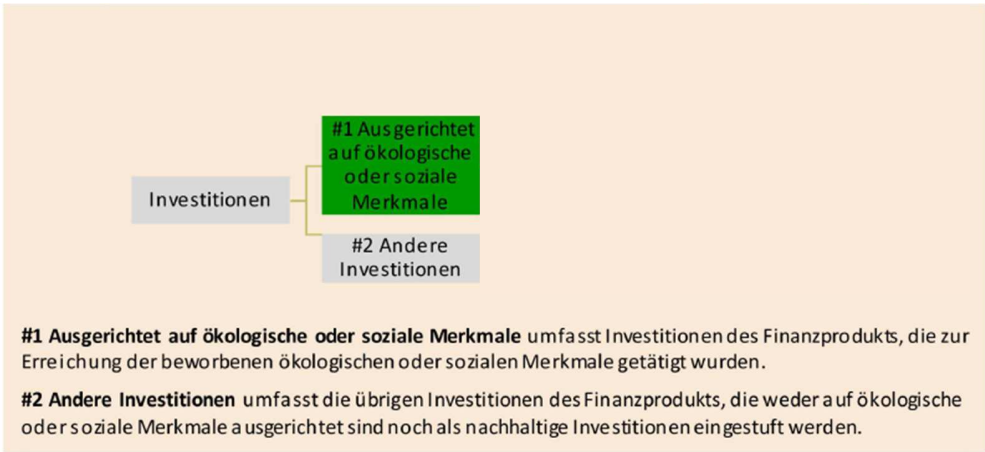 #1 Ausgerichtet
auf ökologische
oder soziale
Merkmale
Investitionen
#2 Andere
Investitionen
#1 Ausgerichtet auf ökologische oder soziale Merkmale umfasst Investitionen des Finanzprodukts, die zur
Erreichung der beworbenen ökologischen oder sozialen Merkmale getätigt wurden.
#2 Andere Investitionen umfasst die übrigen Investitionen des Finanzprodukts, die weder auf ökologische
oder soziale Merkmale ausgerichtet sind noch als nachhaltige Investitionen eingestuft werden.